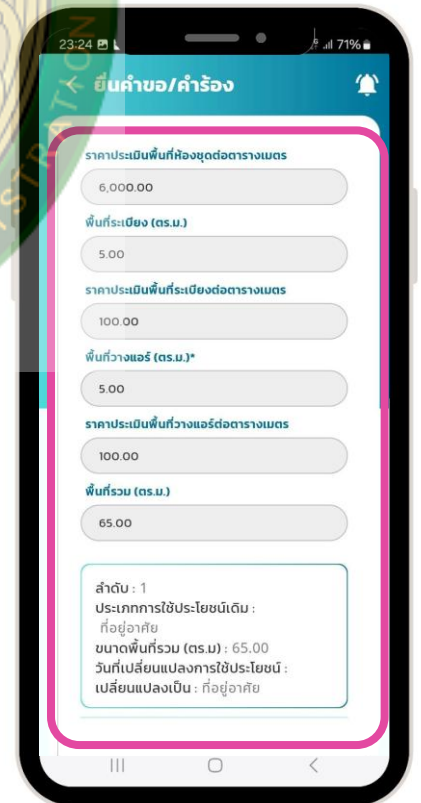 23:24 71%
ยื่นคำขอ/คำร้อง
ราคาประเมินพื้นที่ห้องชุดต่อตารางเมตร
6,000.00
พื้นที่ระเบียง (ตร.ม.)
5.00
ราคาประเมินพื้นที่ระเบียงต่อตารางเมตร
100.00
พื้นที่วางแอร์ (ตร.ม.)*
5.00
ราคาประเมินพื้นที่วางแอร์ต่อตารางเมตร
100.00
พื้นที่รวม (ตร.ม.)
65.00
ลำดับ : 1
ประเภทการใช้ประโยชน์เดิม :
ที่อยู่อาศัย
ขนาดพื้นที่รวม (ตร.ม) : 65.00
วันที่เปลี่ยนแปลงการใช้ประโยชน์ :
เปลี่ยนแปลงเป็น : ที่อยู่อาศัย